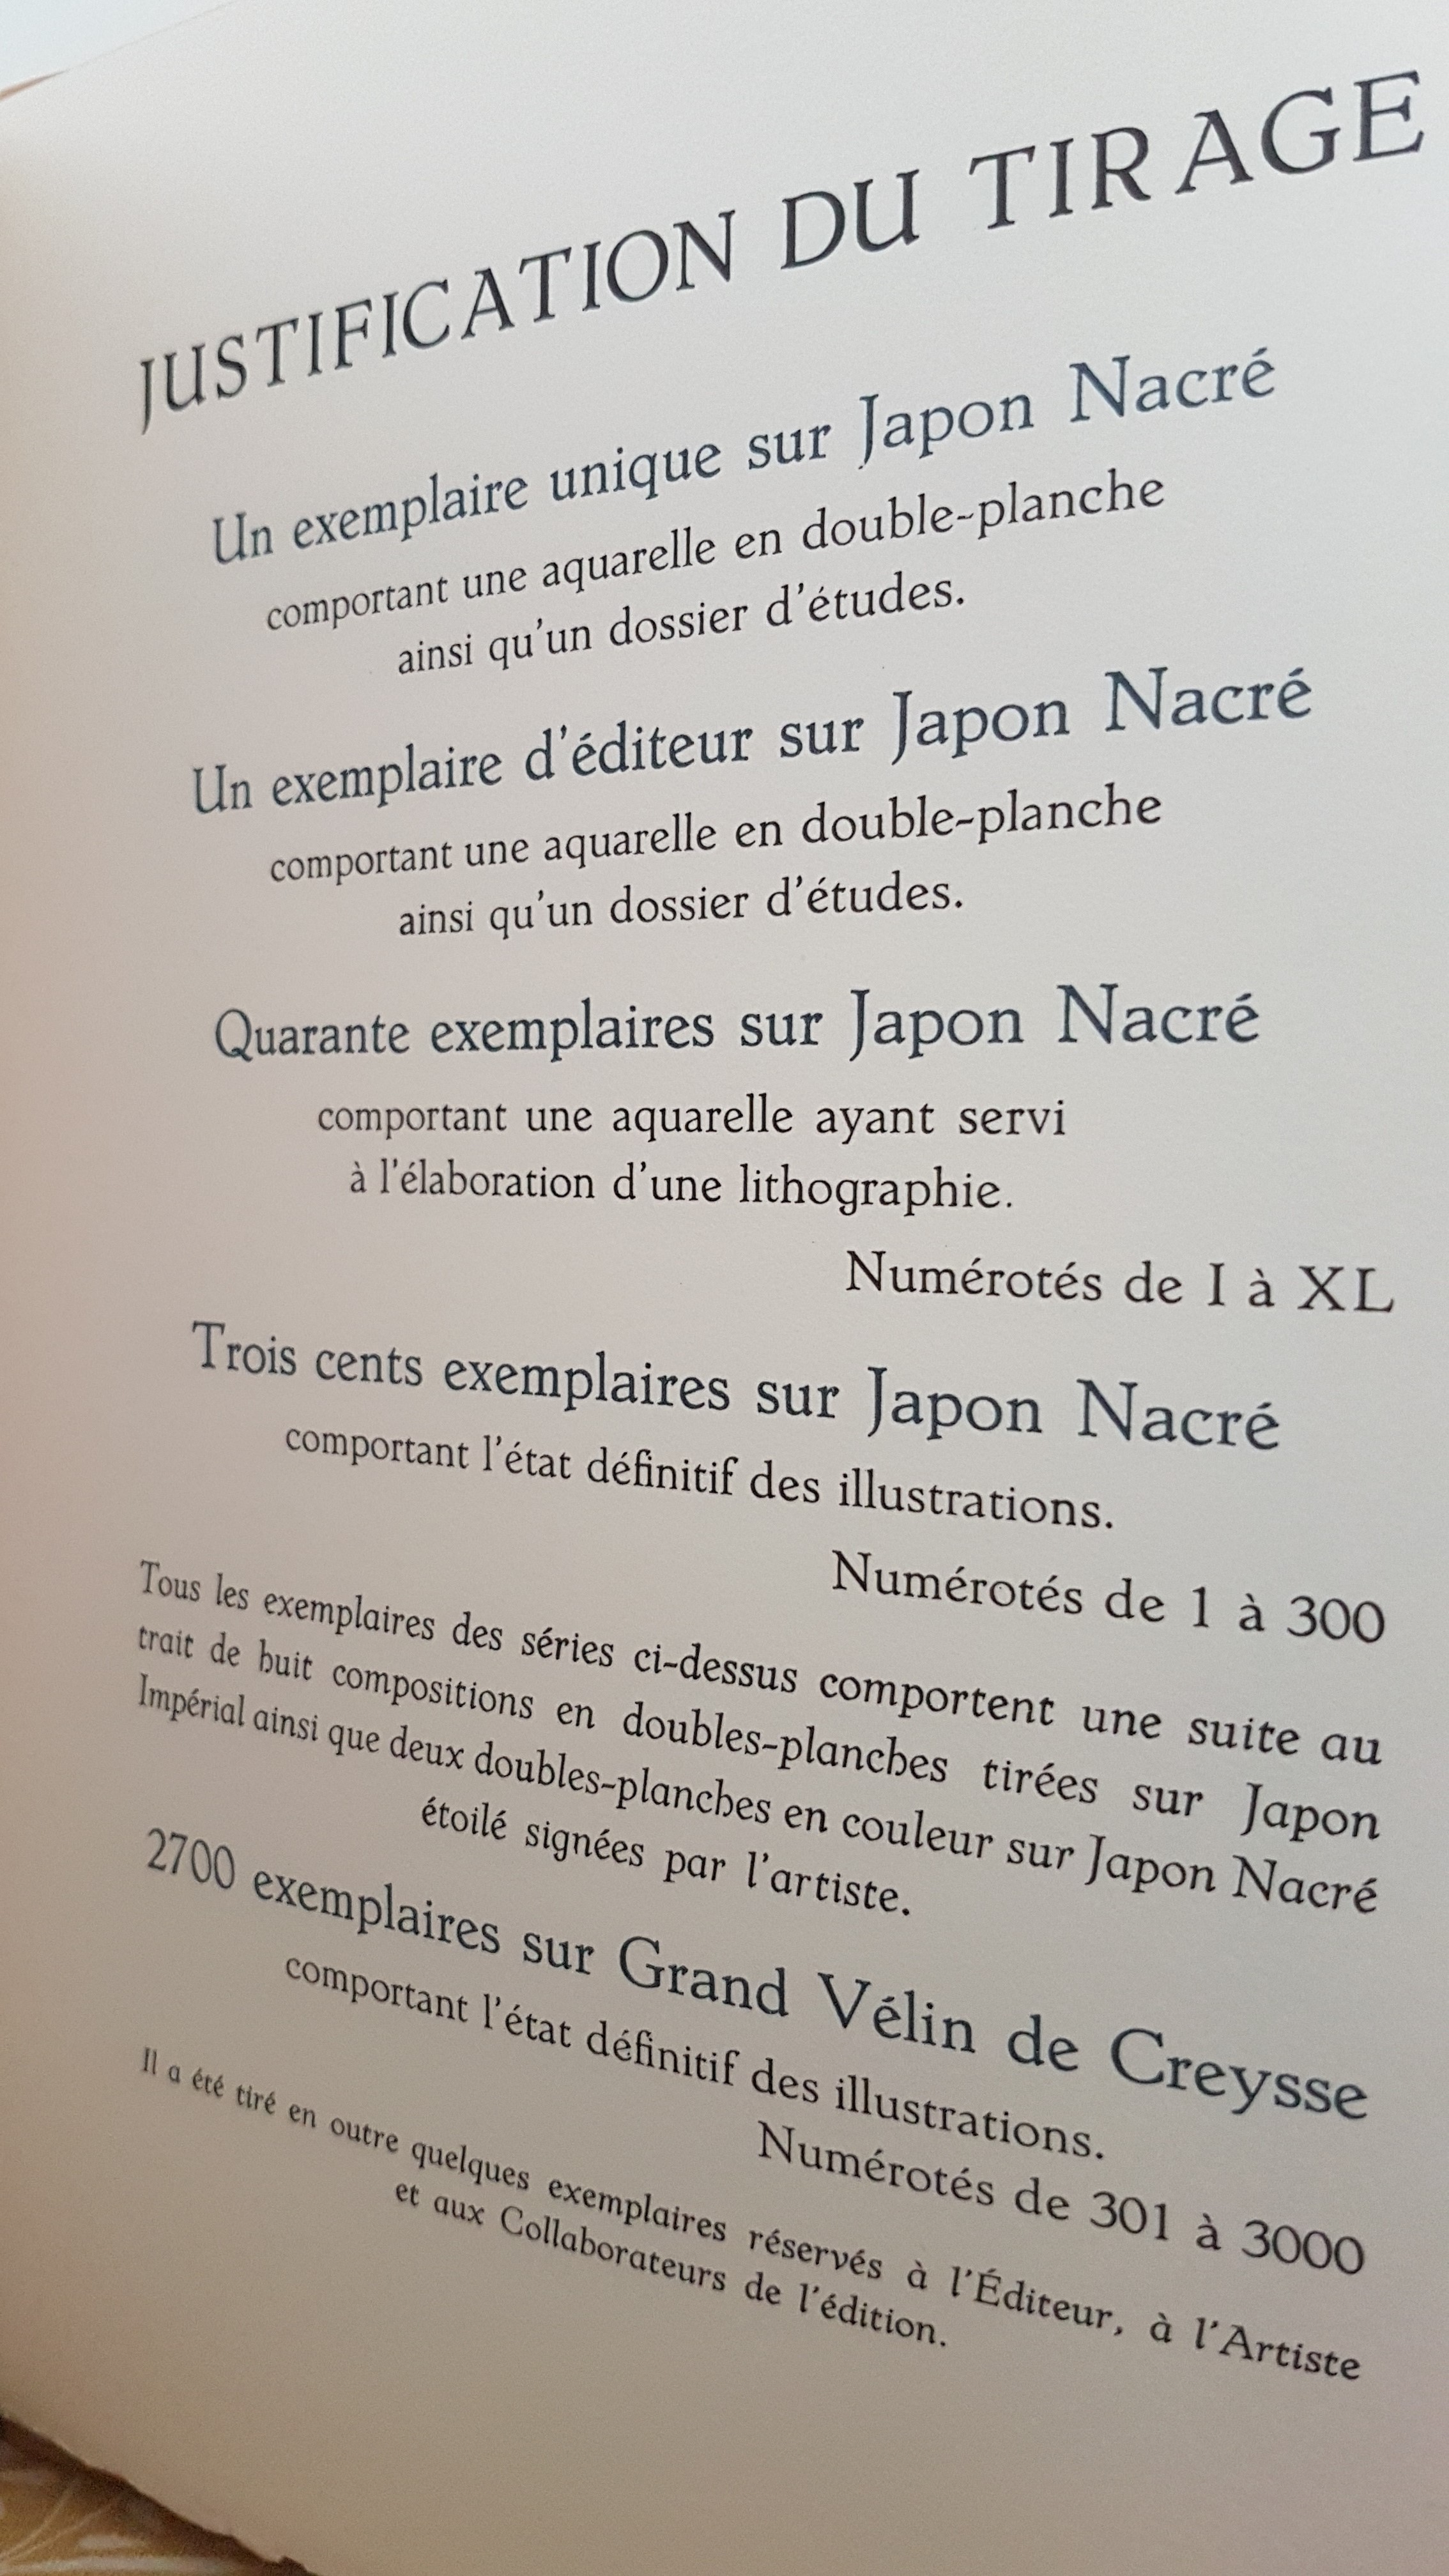 JUSTIFICATION DU TIRAGE
Un exemplaire unique sur Japon Nacré
comportant une aquarelle en double-planche
ainsi qu'un dossier d'études.
Un exemplaire d'éditeur sur Japon Nacré
comportant une aquarelle en double-planche
ainsi qu'un dossier d'études.
Quarante exemplaires sur Japon Nacré
comportant une aquarelle ayant servi
à l'élaboration d'une lithographie.
Numérotés de I à XL
Trois cents exemplaires sur Japon Nacré
comportant l'état définitif des illustrations.
Numérotés de 1 à 300
Tous les exemplaires des séries ci-dessus comportent une suite au
trait de huit compositions en doubles-planches tirées sur Japon
Impérial ainsi que deux doubles-planches en couleur sur Japon Nacré
étoilé signées par l'artiste.
2700 exemplaires sur Grand Vélin de Creysse
comportant l'état définitif des illustrations.
Numérotés de 301 à 3000
Il a été tiré en outre quelques exemplaires réservés à l'Éditeur, à l'Artiste
et aux Collaborateurs de l'édition.